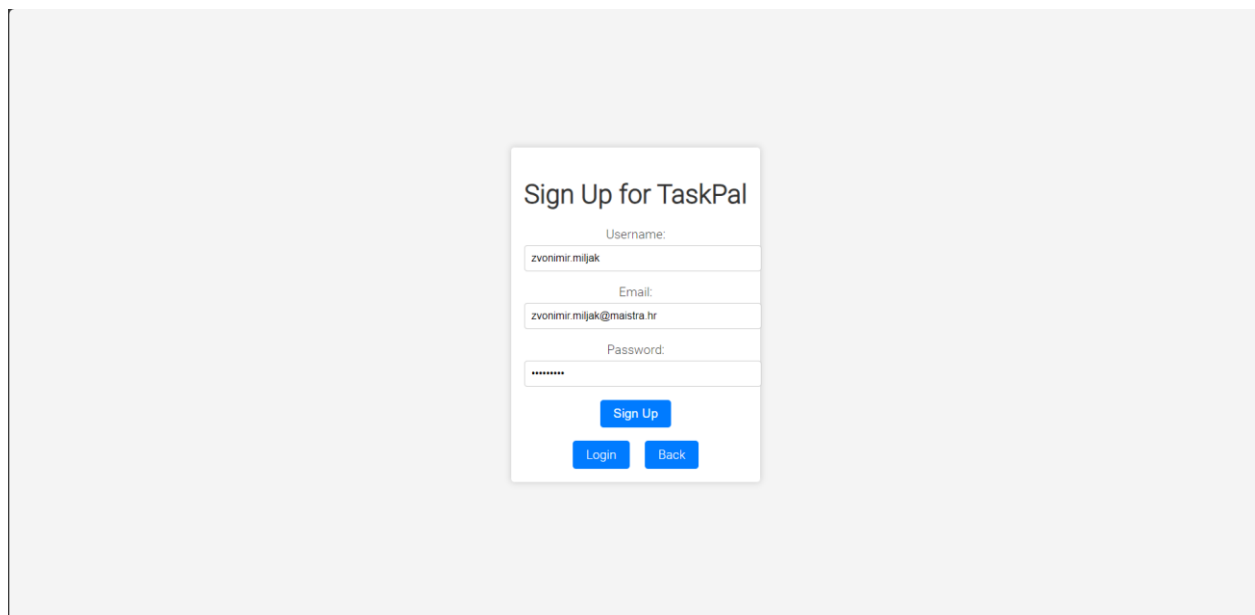 Sign Up for TaskPal
Username:
zvonimir.miljak
Email:
zvonimir.miljak@maistra.hr
Password:
•••••••••
Sign Up
Login Back